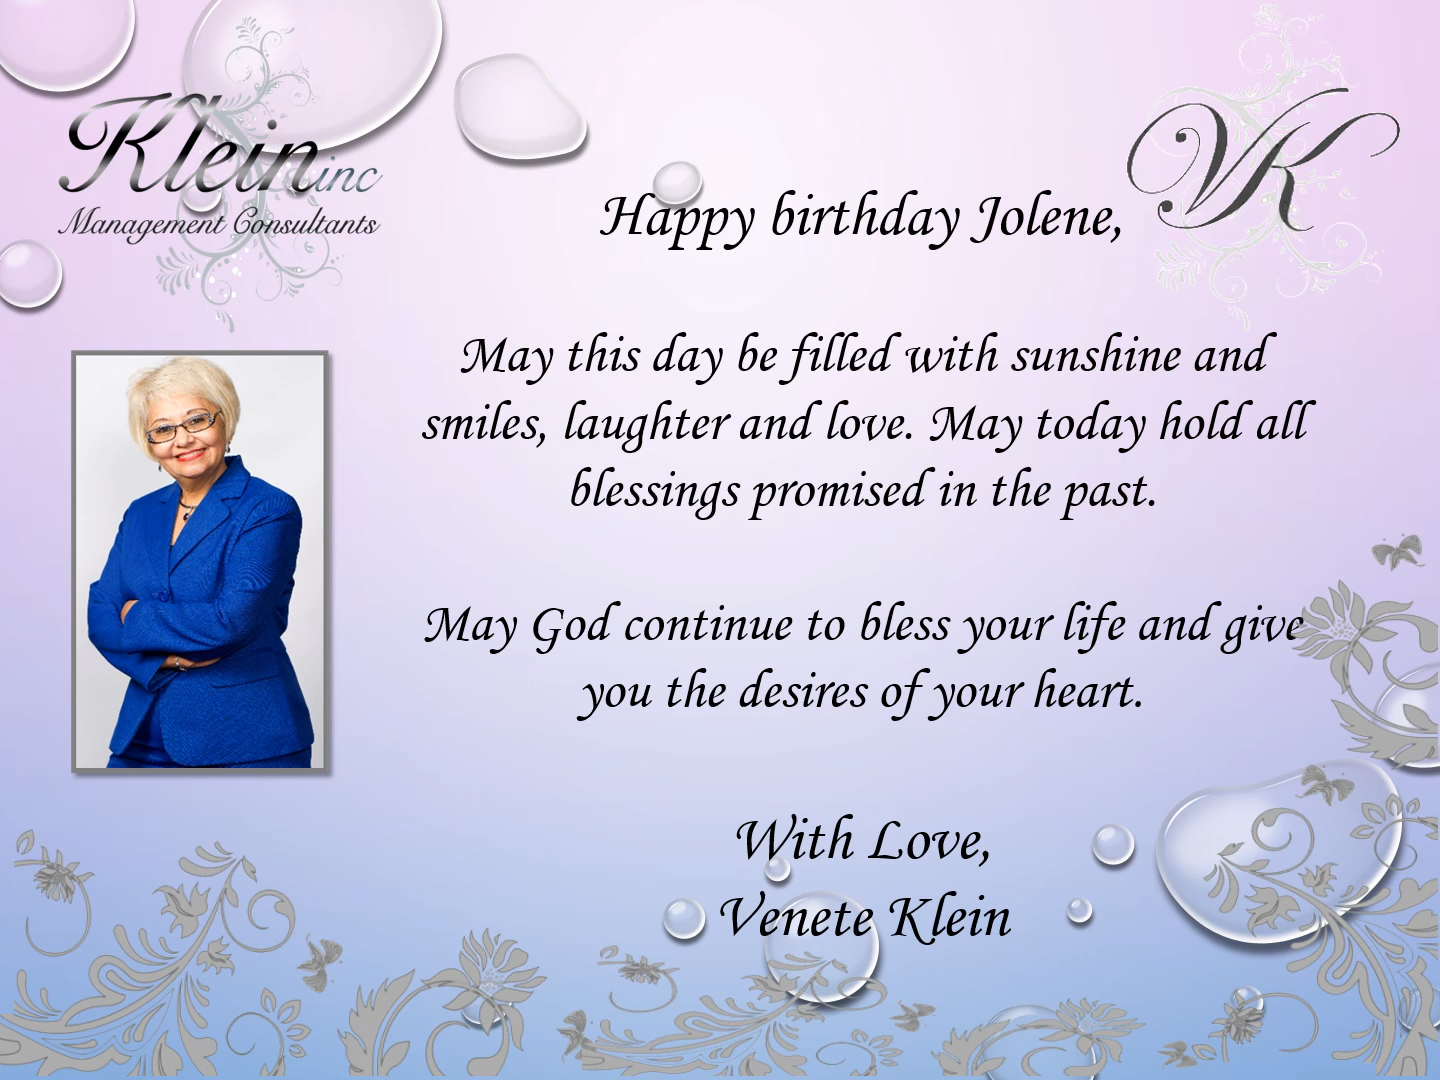 Klein inc
Management Consultants
VK
Happy birthday Jolene,
May this day be filled with sunshine and
smiles, laughter and love. May today hold all
blessings promised in the past.
May God continue to bless your life and give
you the desires of your heart.
With Love,
Venete Klein